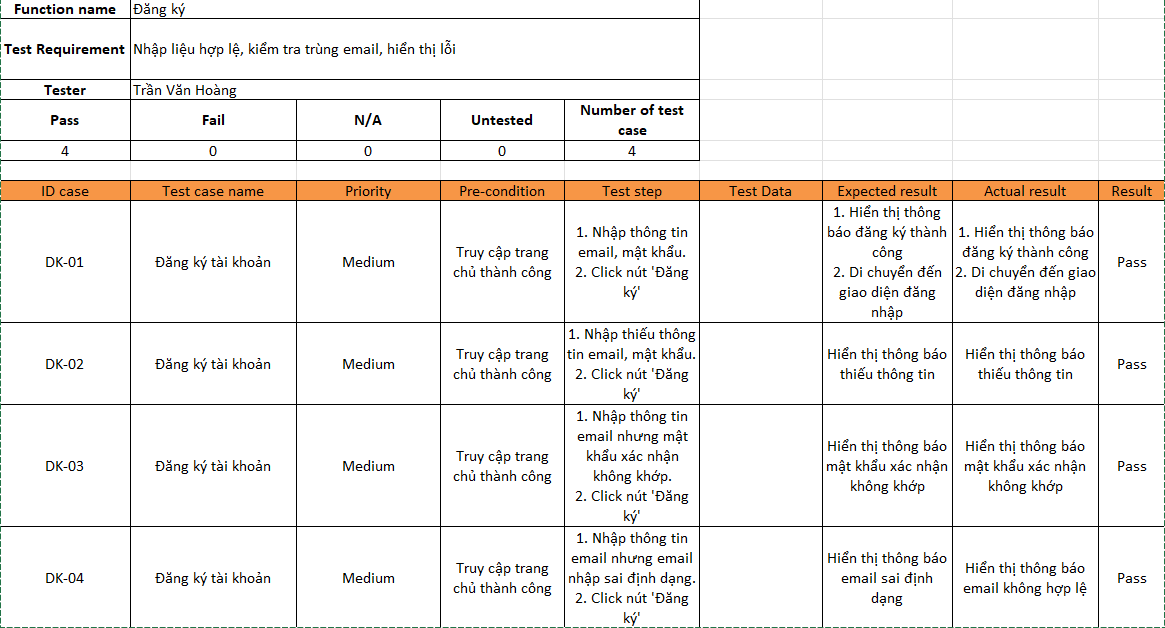 Function name Đăng ký
Test Requirement Nhập liệu hợp lệ, kiểm tra trùng email, hiển thị lỗi
Tester Trần Văn Hoàng
Pass Fail N/A Untested Number of test
case
4 0 0 0 4
ID case Test case name Priority Pre-condition Test step Test Data Expected result Actual result Result
DK-01
Đăng ký tài khoản
Medium
Truy cập trang
chủ thành công
1. Nhập thông tin
email, mật khẩu.
2. Click nút 'Đăng
ký'
1. Hiển thị thông
báo đăng ký thành
công
2. Di chuyển đến
giao diện đăng
nhập
1. Hiển thị thông báo
đăng ký thành công
2. Di chuyển đến giao
diện đăng nhập
Pass
DK-02
Đăng ký tài khoản
Medium
Truy cập trang
chủ thành công
1. Nhập thiếu thông
tin email, mật khẩu.
2. Click nút 'Đăng
ký'
Hiển thị thông báo
thiếu thông tin
Hiển thị thông báo
thiếu thông tin
Pass
DK-03
Đăng ký tài khoản
Medium
Truy cập trang
chủ thành công
1. Nhập thông tin
email nhưng mật
khẩu xác nhận
không khớp.
2. Click nút 'Đăng
ký'
Hiển thị thông báo
mật khẩu xác nhận
không khớp
Hiển thị thông báo
mật khẩu xác nhận
không khớp
Pass
DK-04
Đăng ký tài khoản
Medium
Truy cập trang
chủ thành công
1. Nhập thông tin
email nhưng email
nhập sai định dạng.
2. Click nút 'Đăng
ký'
Hiển thị thông báo
email sai định
dạng
Hiển thị thông báo
email không hợp lệ
Pass